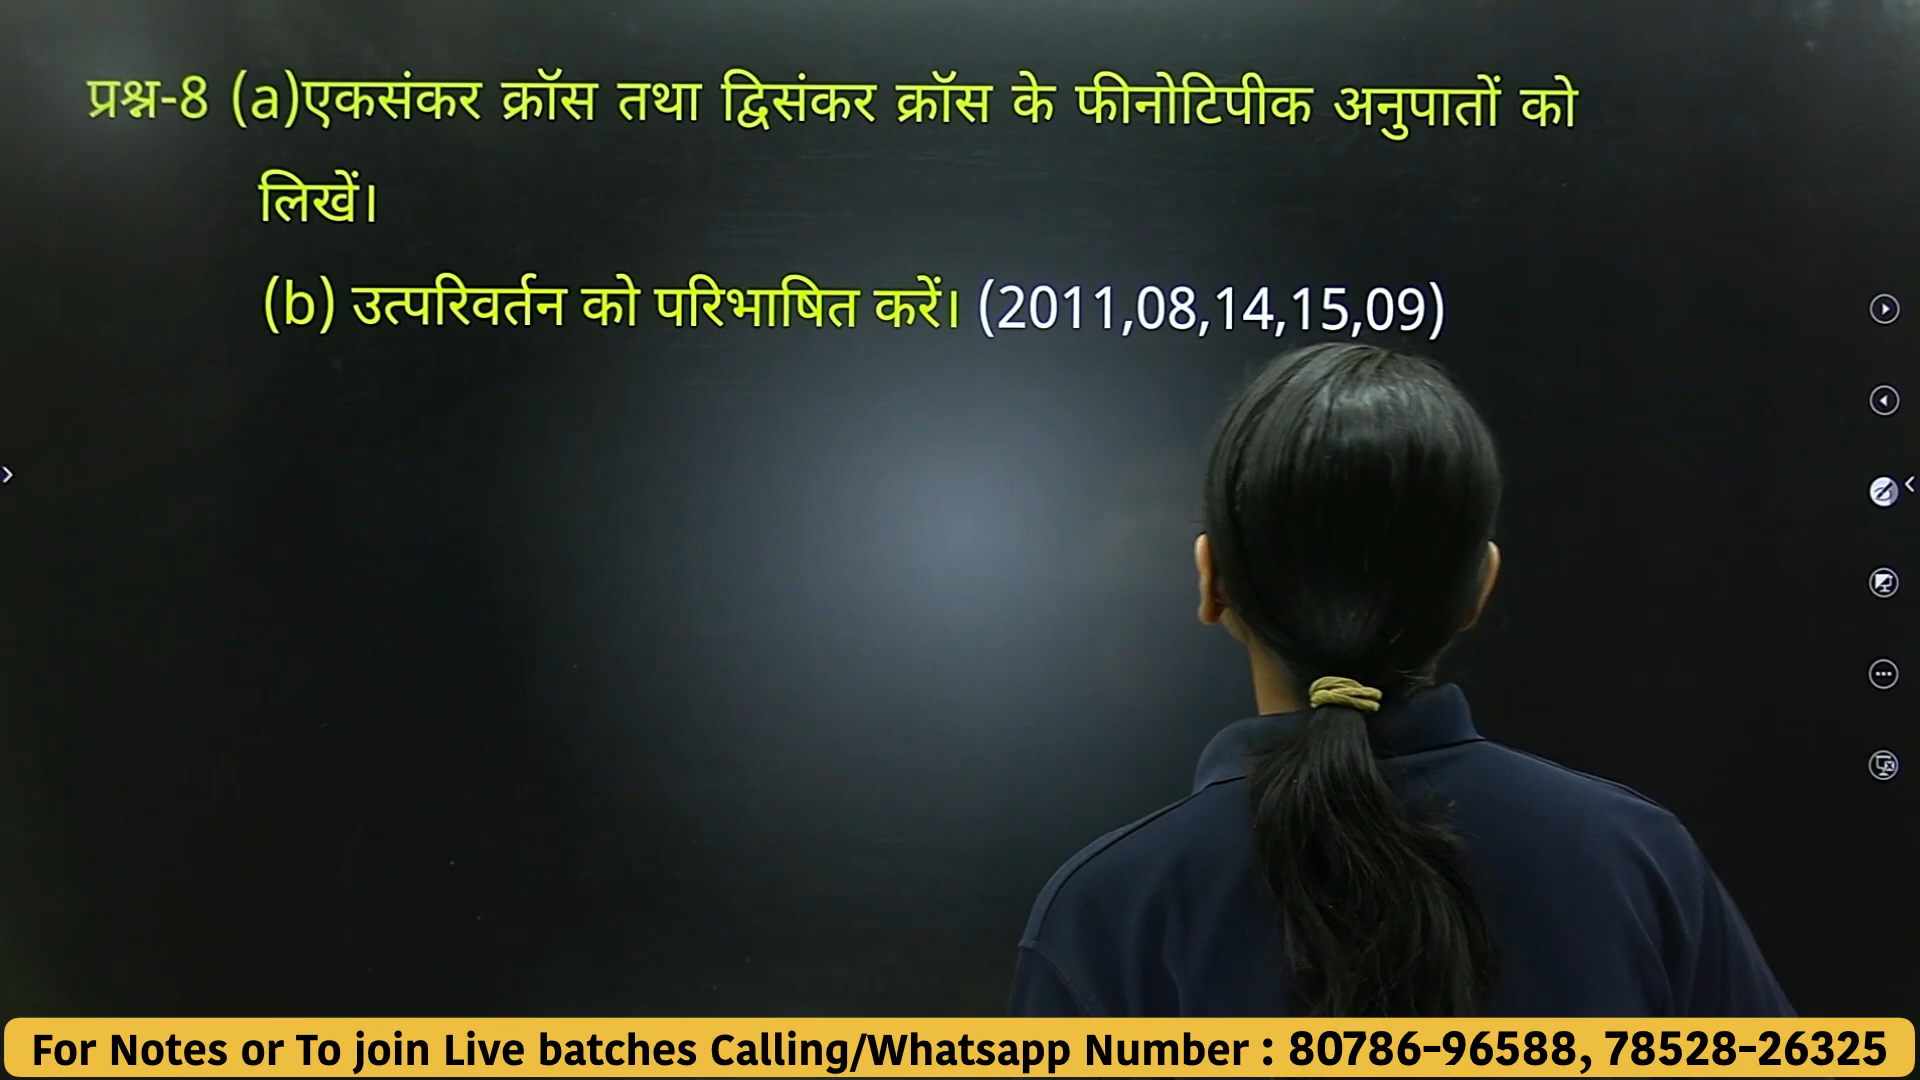 प्रश्न-8 (a)एकसंकर क्रॉस तथा द्विसंकर क्रॉस के फीनोटिपीक अनुपातों को
लिखें।
(b) उत्परिवर्तन को परिभाषित करें। (2011,08,14,15,09)
For Notes or To join Live batches Calling/Whatsapp Number : 80786-96588, 78528-26325